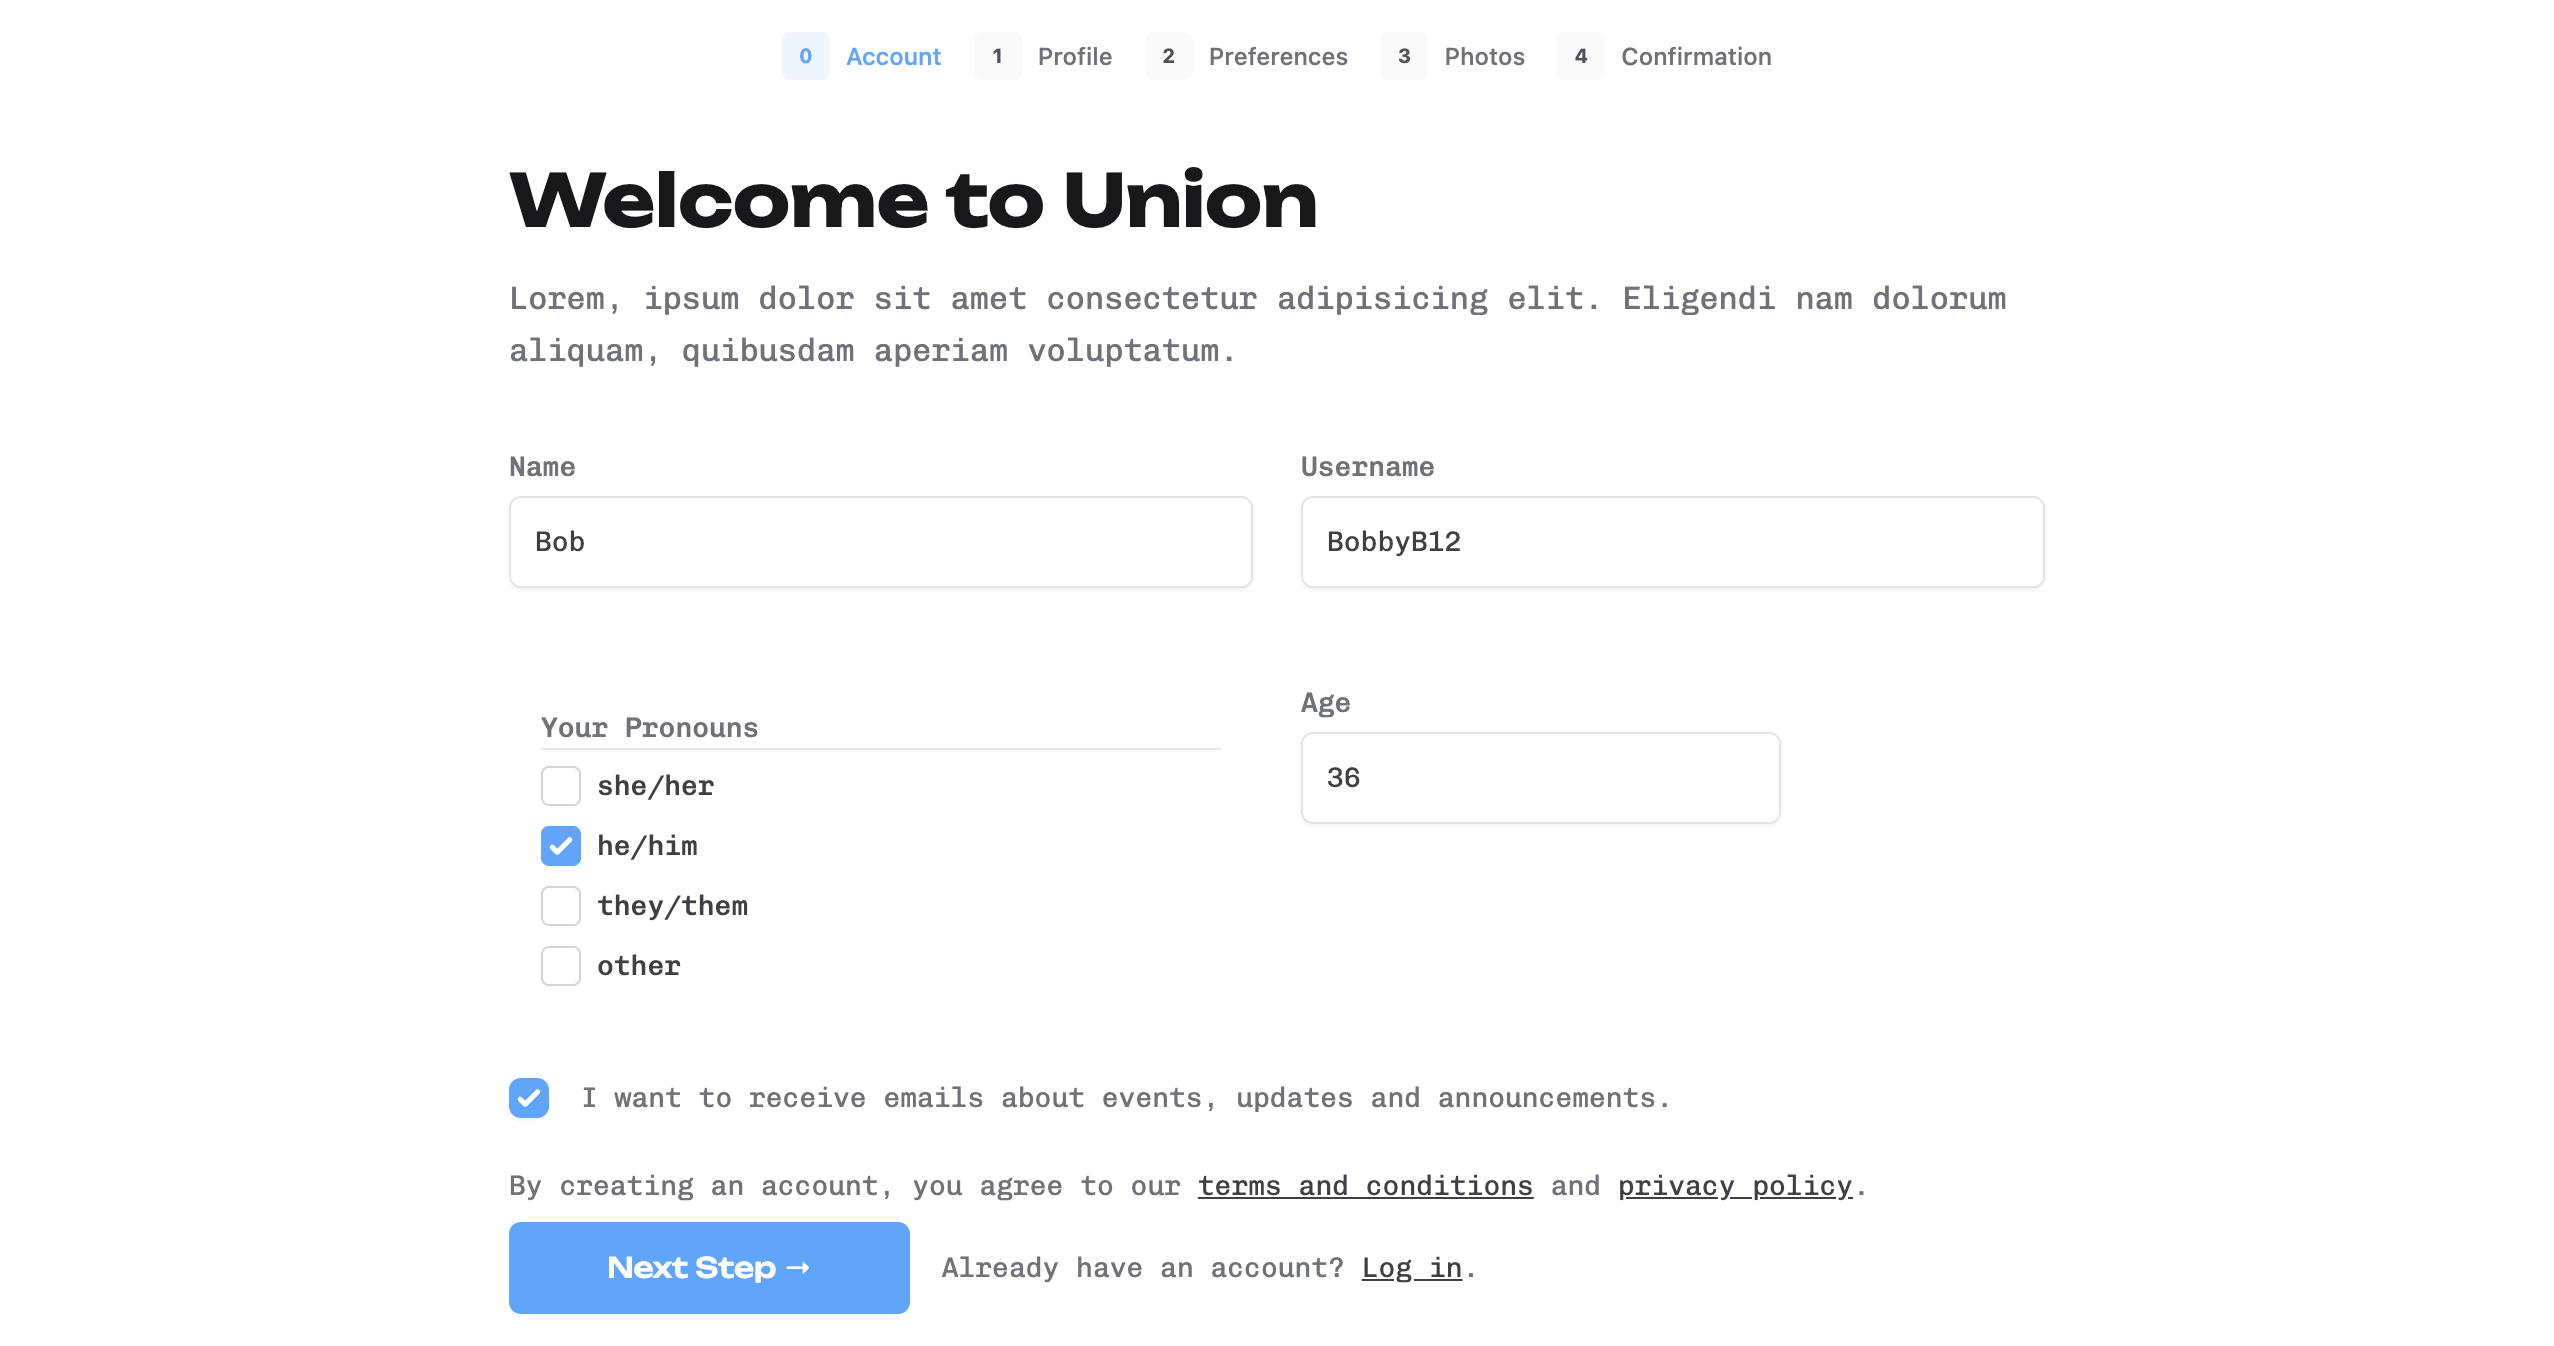 0 Account 1 Profile 2 Preferences 3 Photos 4 Confirmation
Welcome to Union
Lorem, ipsum dolor sit amet consectetur adipisicing elit. Eligendi nam dolorum
aliquam, quibusdam aperiam voluptatum.
Name
Bob
Username
BobbyB12
Your Pronouns
she/her
he/him
they/them
other
Age
36
I want to receive emails about events, updates and announcements.
By creating an account, you agree to our terms and conditions and privacy policy.
Next Step →
Already have an account? Log in.